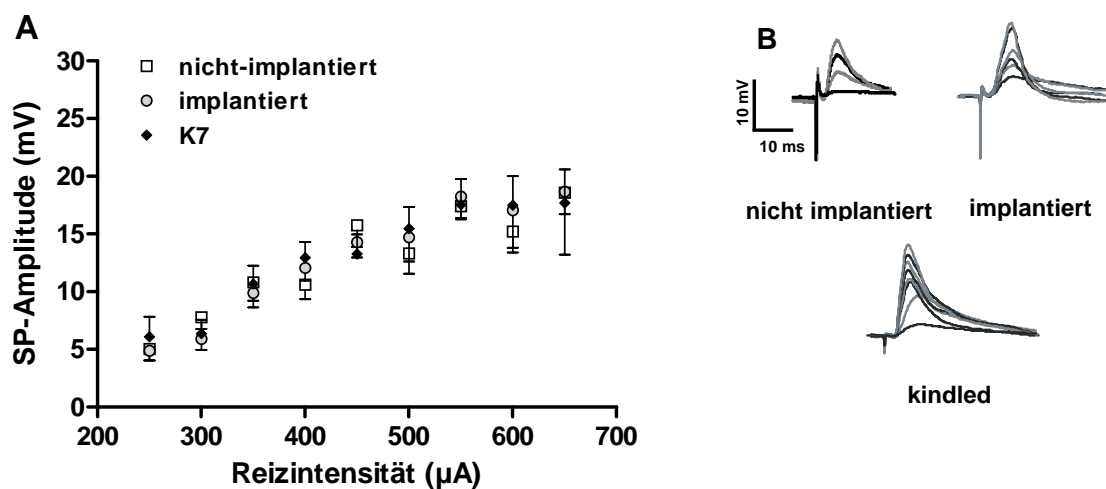 A
30
25
20
15
10
5
0
SP-Amplitude (mV)
nicht-implantiert
implantiert
K7
200 300 400 500 600 700
Reizintensität (µA)
B
10 mV
10 ms
nicht implantiert
implantiert
kindled